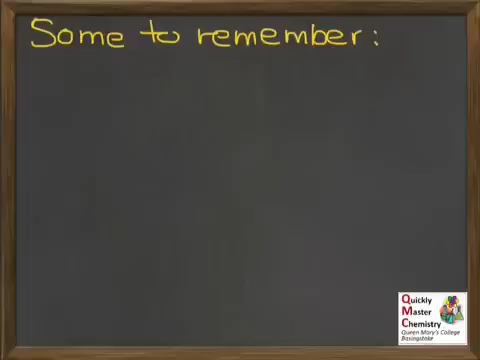 Some to remember:
Quickly
Master
Chemistry
Queen Mary's College
Basingstoke